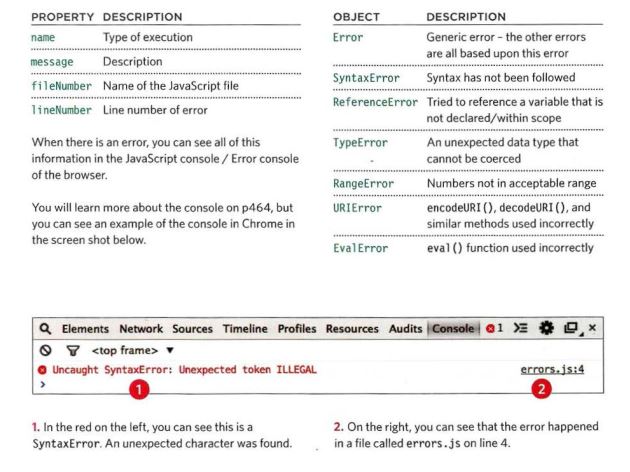 PROPERTY DESCRIPTION
name Type of execution
message Description
fileNumber Name of the JavaScript file
lineNumber Line number of error
When there is an error, you can see all of this
information in the JavaScript console / Error console
of the browser.
You will learn more about the console on p464, but
you can see an example of the console in Chrome in
the screen shot below.
OBJECT DESCRIPTION
Error Generic error – the other errors
are all based upon this error
SyntaxError Syntax has not been followed
ReferenceError Tried to reference a variable that is
not declared/within scope
TypeError An unexpected data type that
cannot be coerced
RangeError Numbers not in acceptable range
URIError encodeURI(), decodeURI(), and
similar methods used incorrectly
EvalError eval() function used incorrectly
Elements Network Sources Timeline Profiles Resources Audits Console 1
<top frame>
Uncaught SyntaxError: Unexpected token ILLEGAL errors.js:4
1 2
1. In the red on the left, you can see this is a
SyntaxError. An unexpected character was found.
2. On the right, you can see that the error happened
in a file called errors.js on line 4.